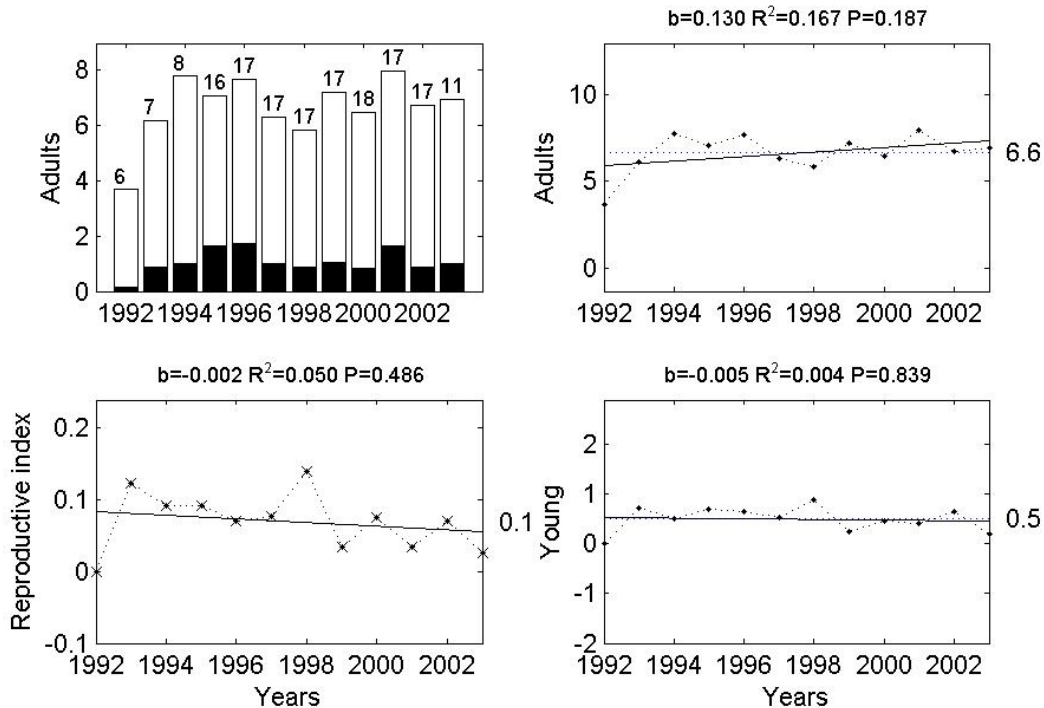 b=0.130 R²=0.167 P=0.187
8
6
4
2
0
Adults
6
7
8
16
17
17
17
17
18
17
17
11
1992 1994 1996 1998 2000 2002
10
5
0
Adults
6.6
1992 1994 1996 1998 2000 2002
b=-0.002 R²=0.050 P=0.486
0.2
0.1
0
-0.1
Reproductive index
0.1
1992 1994 1996 1998 2000 2002
Years
b=-0.005 R²=0.004 P=0.839
2
1
0
-1
-2
Young
0.5
1992 1994 1996 1998 2000 2002
Years